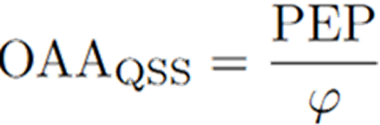 OAA_QSS = PEP / φ